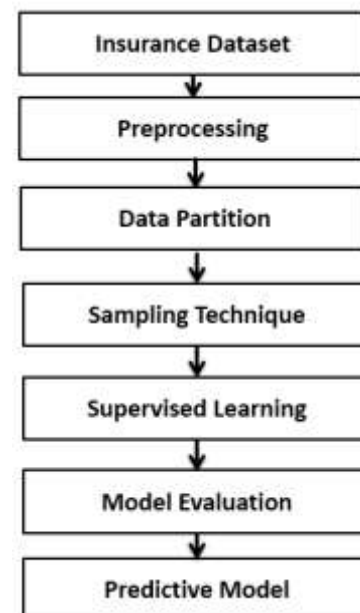 Insurance Dataset
Preprocessing
Data Partition
Sampling Technique
Supervised Learning
Model Evaluation
Predictive Model